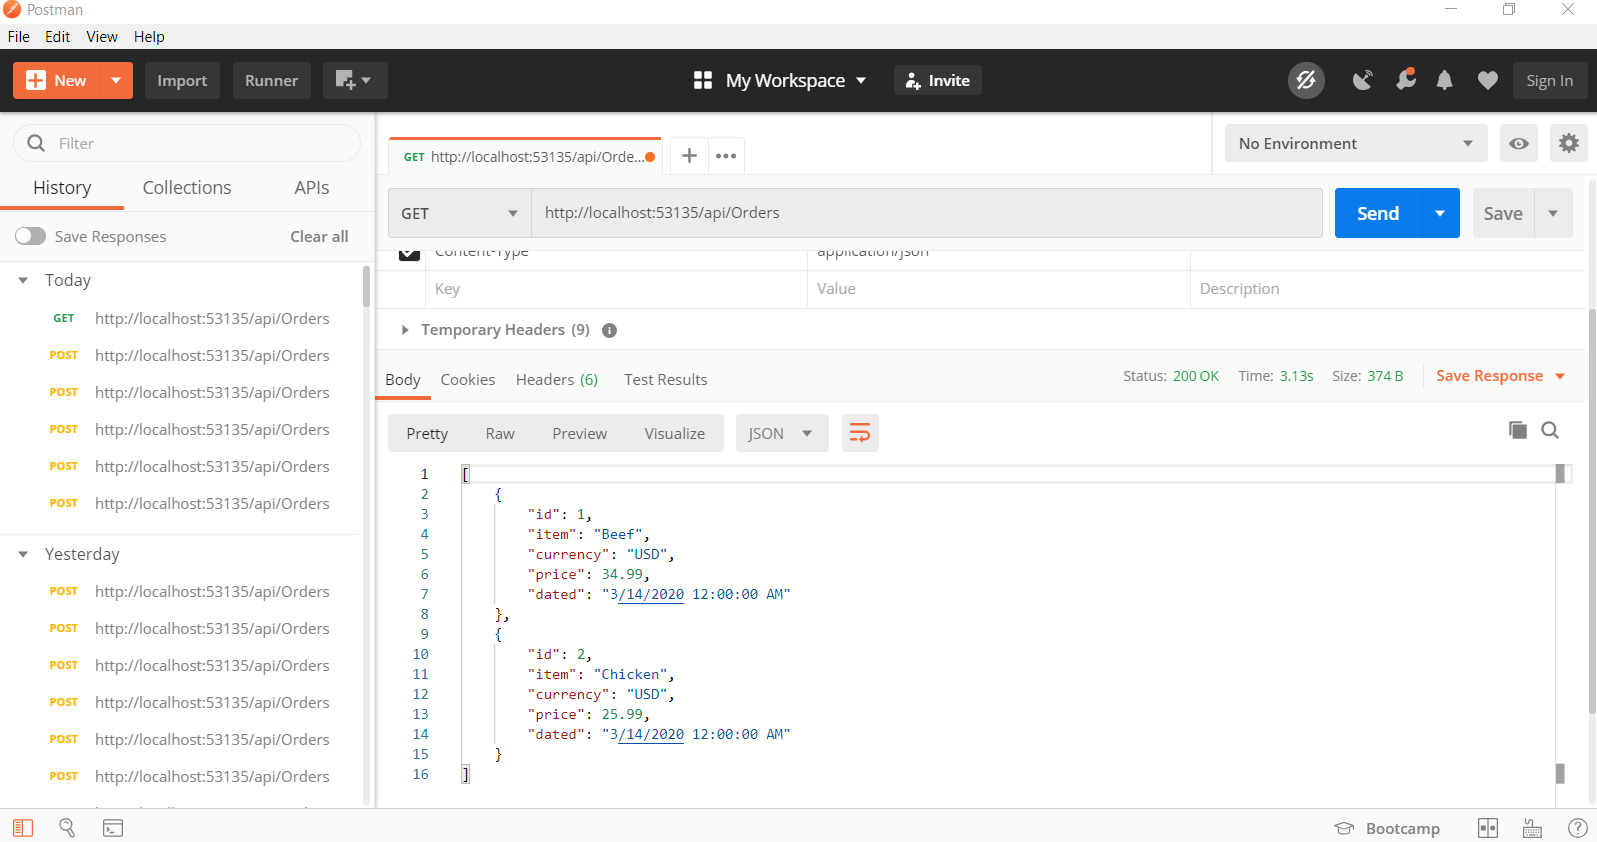 Postman
File Edit View Help
New Import Runner My Workspace Invite Sign In
Filter
History Collections APIs
Save Responses Clear all
Today
GET http://localhost:53135/api/Orders
POST http://localhost:53135/api/Orders
POST http://localhost:53135/api/Orders
POST http://localhost:53135/api/Orders
POST http://localhost:53135/api/Orders
POST http://localhost:53135/api/Orders
Yesterday
POST http://localhost:53135/api/Orders
POST http://localhost:53135/api/Orders
POST http://localhost:53135/api/Orders
POST http://localhost:53135/api/Orders
POST http://localhost:53135/api/Orders
POST http://localhost:53135/api/Orders
GET http://localhost:53135/api/Orde...
No Environment
GET http://localhost:53135/api/Orders Send Save
Content-Type application/json
Key Value Description
Temporary Headers (9)
Body Cookies Headers (6) Test Results Status: 200 OK Time: 3.13s Size: 374 B Save Response
Pretty Raw Preview Visualize JSON
1 [
2 {
3 "id": 1,
4 "item": "Beef",
5 "currency": "USD",
6 "price": 34.99,
7 "dated": "3/14/2020 12:00:00 AM"
8 },
9 {
10 "id": 2,
11 "item": "Chicken",
12 "currency": "USD",
13 "price": 25.99,
14 "dated": "3/14/2020 12:00:00 AM"
15 }
16 ]
Bootcamp